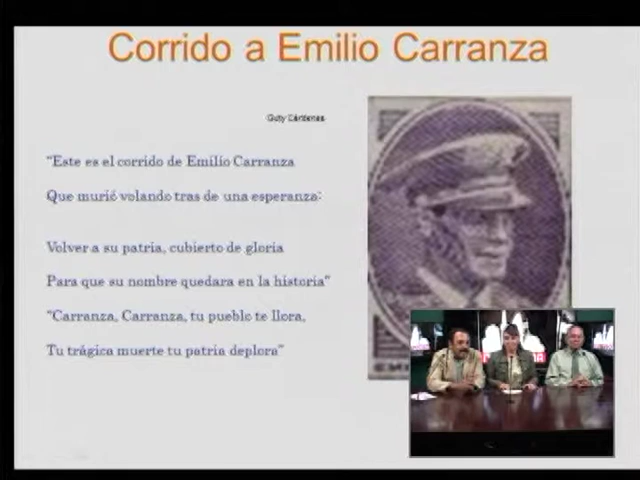 Corrido a Emilio Carranza
Guty Cárdenas
"Este es el corrido de Emilio Carranza
Que murió volando tras de una esperanza:
Volver a su patria, cubierto de gloria
Para que su nombre quedara en la historia"
"Carranza, Carranza, tu pueblo te llora,
Tu trágica muerte tu patria deplora"